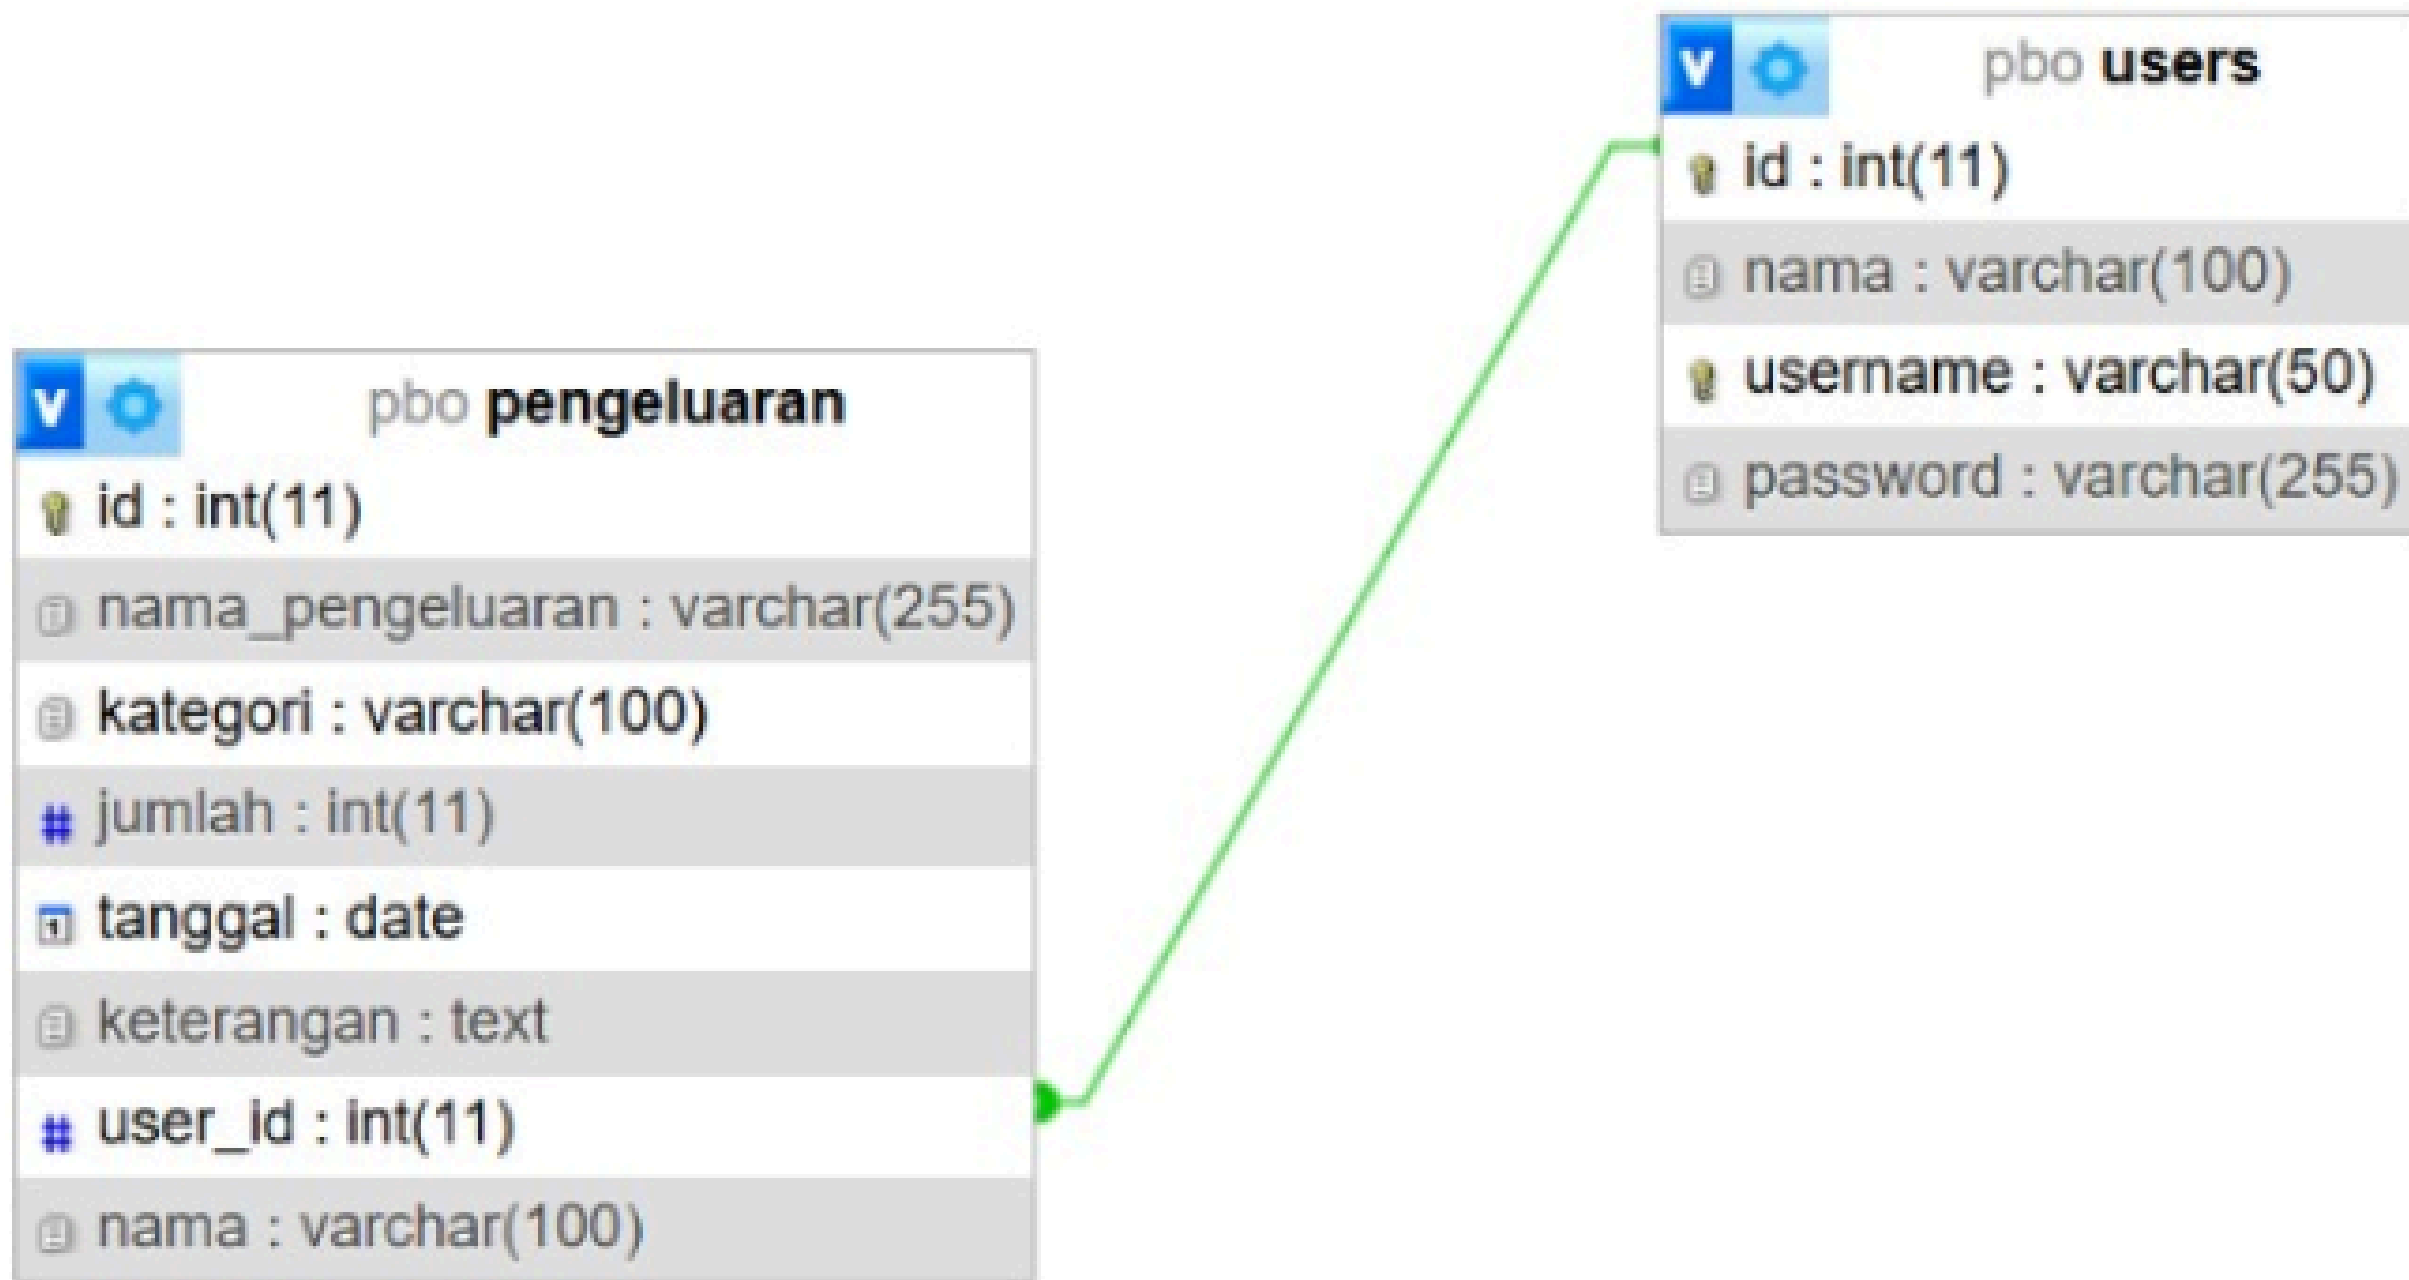 v pbo users
id : int(11)
nama : varchar(100)
username : varchar(50)
password : varchar(255)
v pbo pengeluaran
id : int(11)
nama_pengeluaran : varchar(255)
kategori : varchar(100)
# jumlah : int(11)
1 tanggal : date
keterangan : text
# user_id : int(11)
nama : varchar(100)